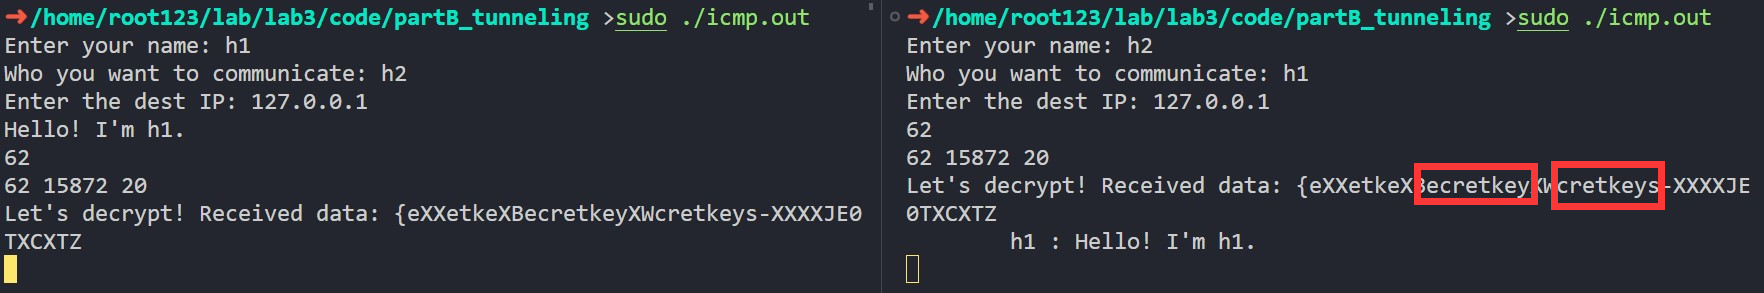 ➜/home/root123/lab/lab3/code/partB_tunneling >sudo ./icmp.out
Enter your name: h1
Who you want to communicate: h2
Enter the dest IP: 127.0.0.1
Hello! I'm h1.
62
62 15872 20
Let's decrypt! Received data: {eXXetkeXBecretkeyXWcretkeys-XXXXJE0
TXCXTZ
➜/home/root123/lab/lab3/code/partB_tunneling >sudo ./icmp.out
Enter your name: h2
Who you want to communicate: h1
Enter the dest IP: 127.0.0.1
62
62 15872 20
Let's decrypt! Received data: {eXXetkeXBecretkeyXWcretkeys-XXXXJE
0TXCXTZ
h1 : Hello! I'm h1.